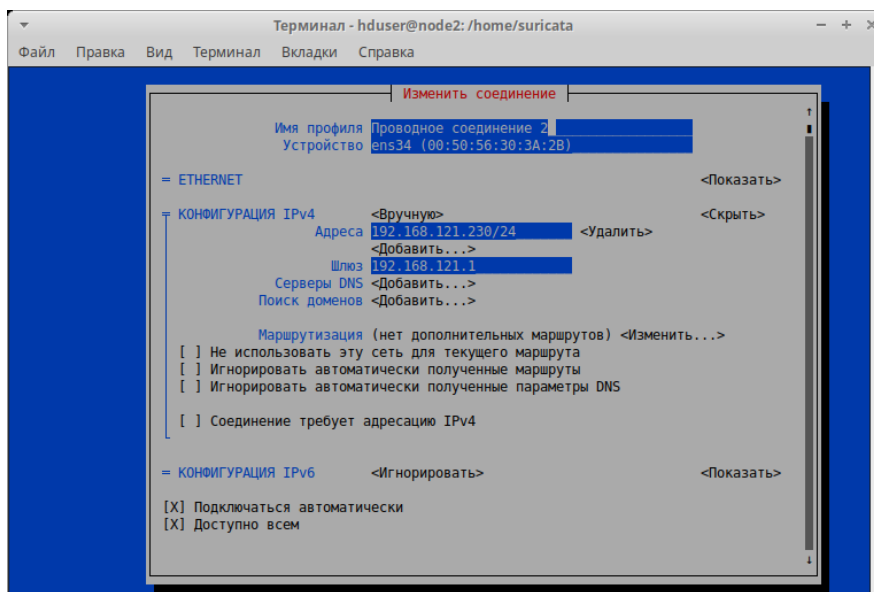 Терминал - hduser@node2: /home/suricata
Файл Правка Вид Терминал Вкладки Справка
Изменить соединение
Имя профиля Проводное соединение 2
Устройство ens34 (00:50:56:30:3A:2B)
= ETHERNET <Показать>
КОНФИГУРАЦИЯ IPv4 <Вручную> <Скрыть>
Адреса 192.168.121.230/24 <Удалить>
<Добавить...>
Шлюз 192.168.121.1
Серверы DNS <Добавить...>
Поиск доменов <Добавить...>
Маршрутизация (нет дополнительных маршрутов) <Изменить...>
[ ] Не использовать эту сеть для текущего маршрута
[ ] Игнорировать автоматически полученные маршруты
[ ] Игнорировать автоматически полученные параметры DNS
[ ] Соединение требует адресацию IPv4
= КОНФИГУРАЦИЯ IPv6 <Игнорировать> <Показать>
[X] Подключаться автоматически
[X] Доступно всем